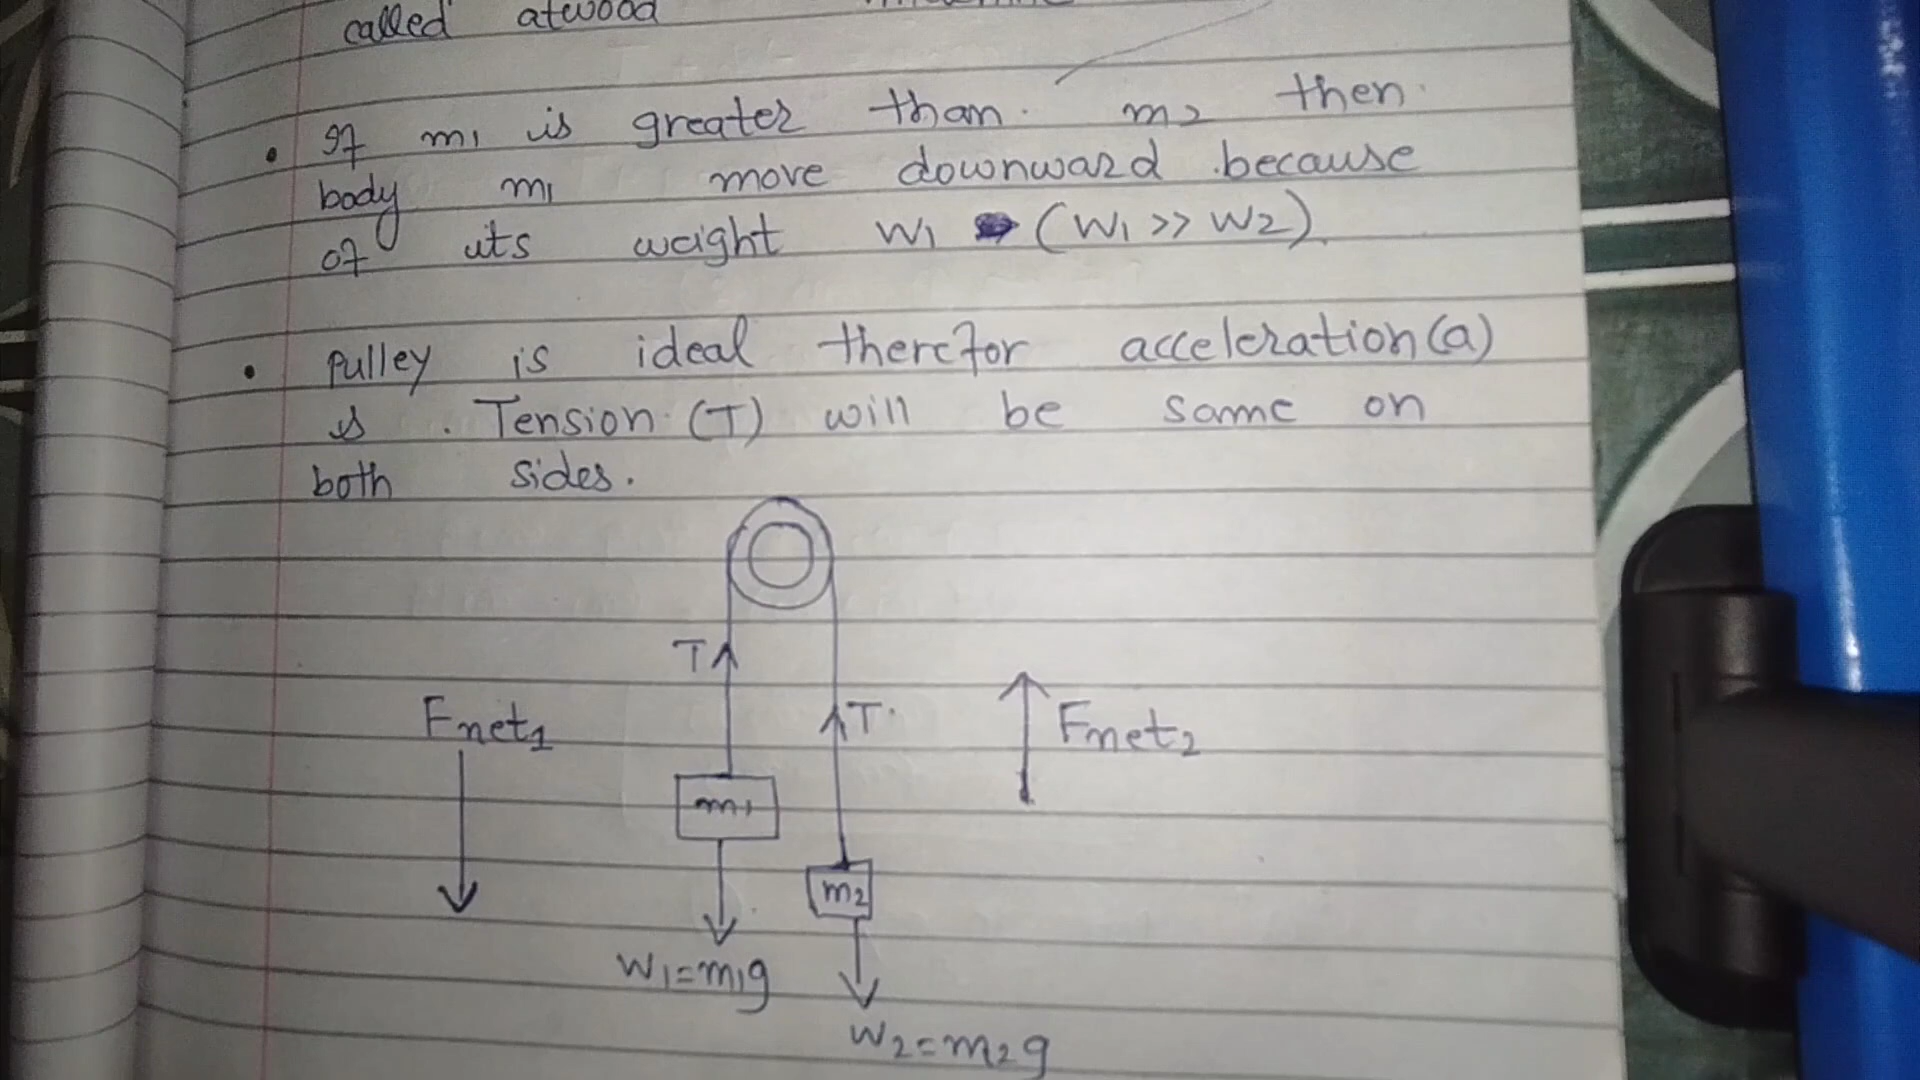 called atwood
• If m1 is greater than m2 then
body m1 move downward because
of its weight W1 (W1 >> W2)
• Pulley is ideal therefor acceleration(a)
is Tension (T) will be same on
both sides.
T
Fnet1
T
Fnet2
m1
m2
W1=m1g
W2=m2g